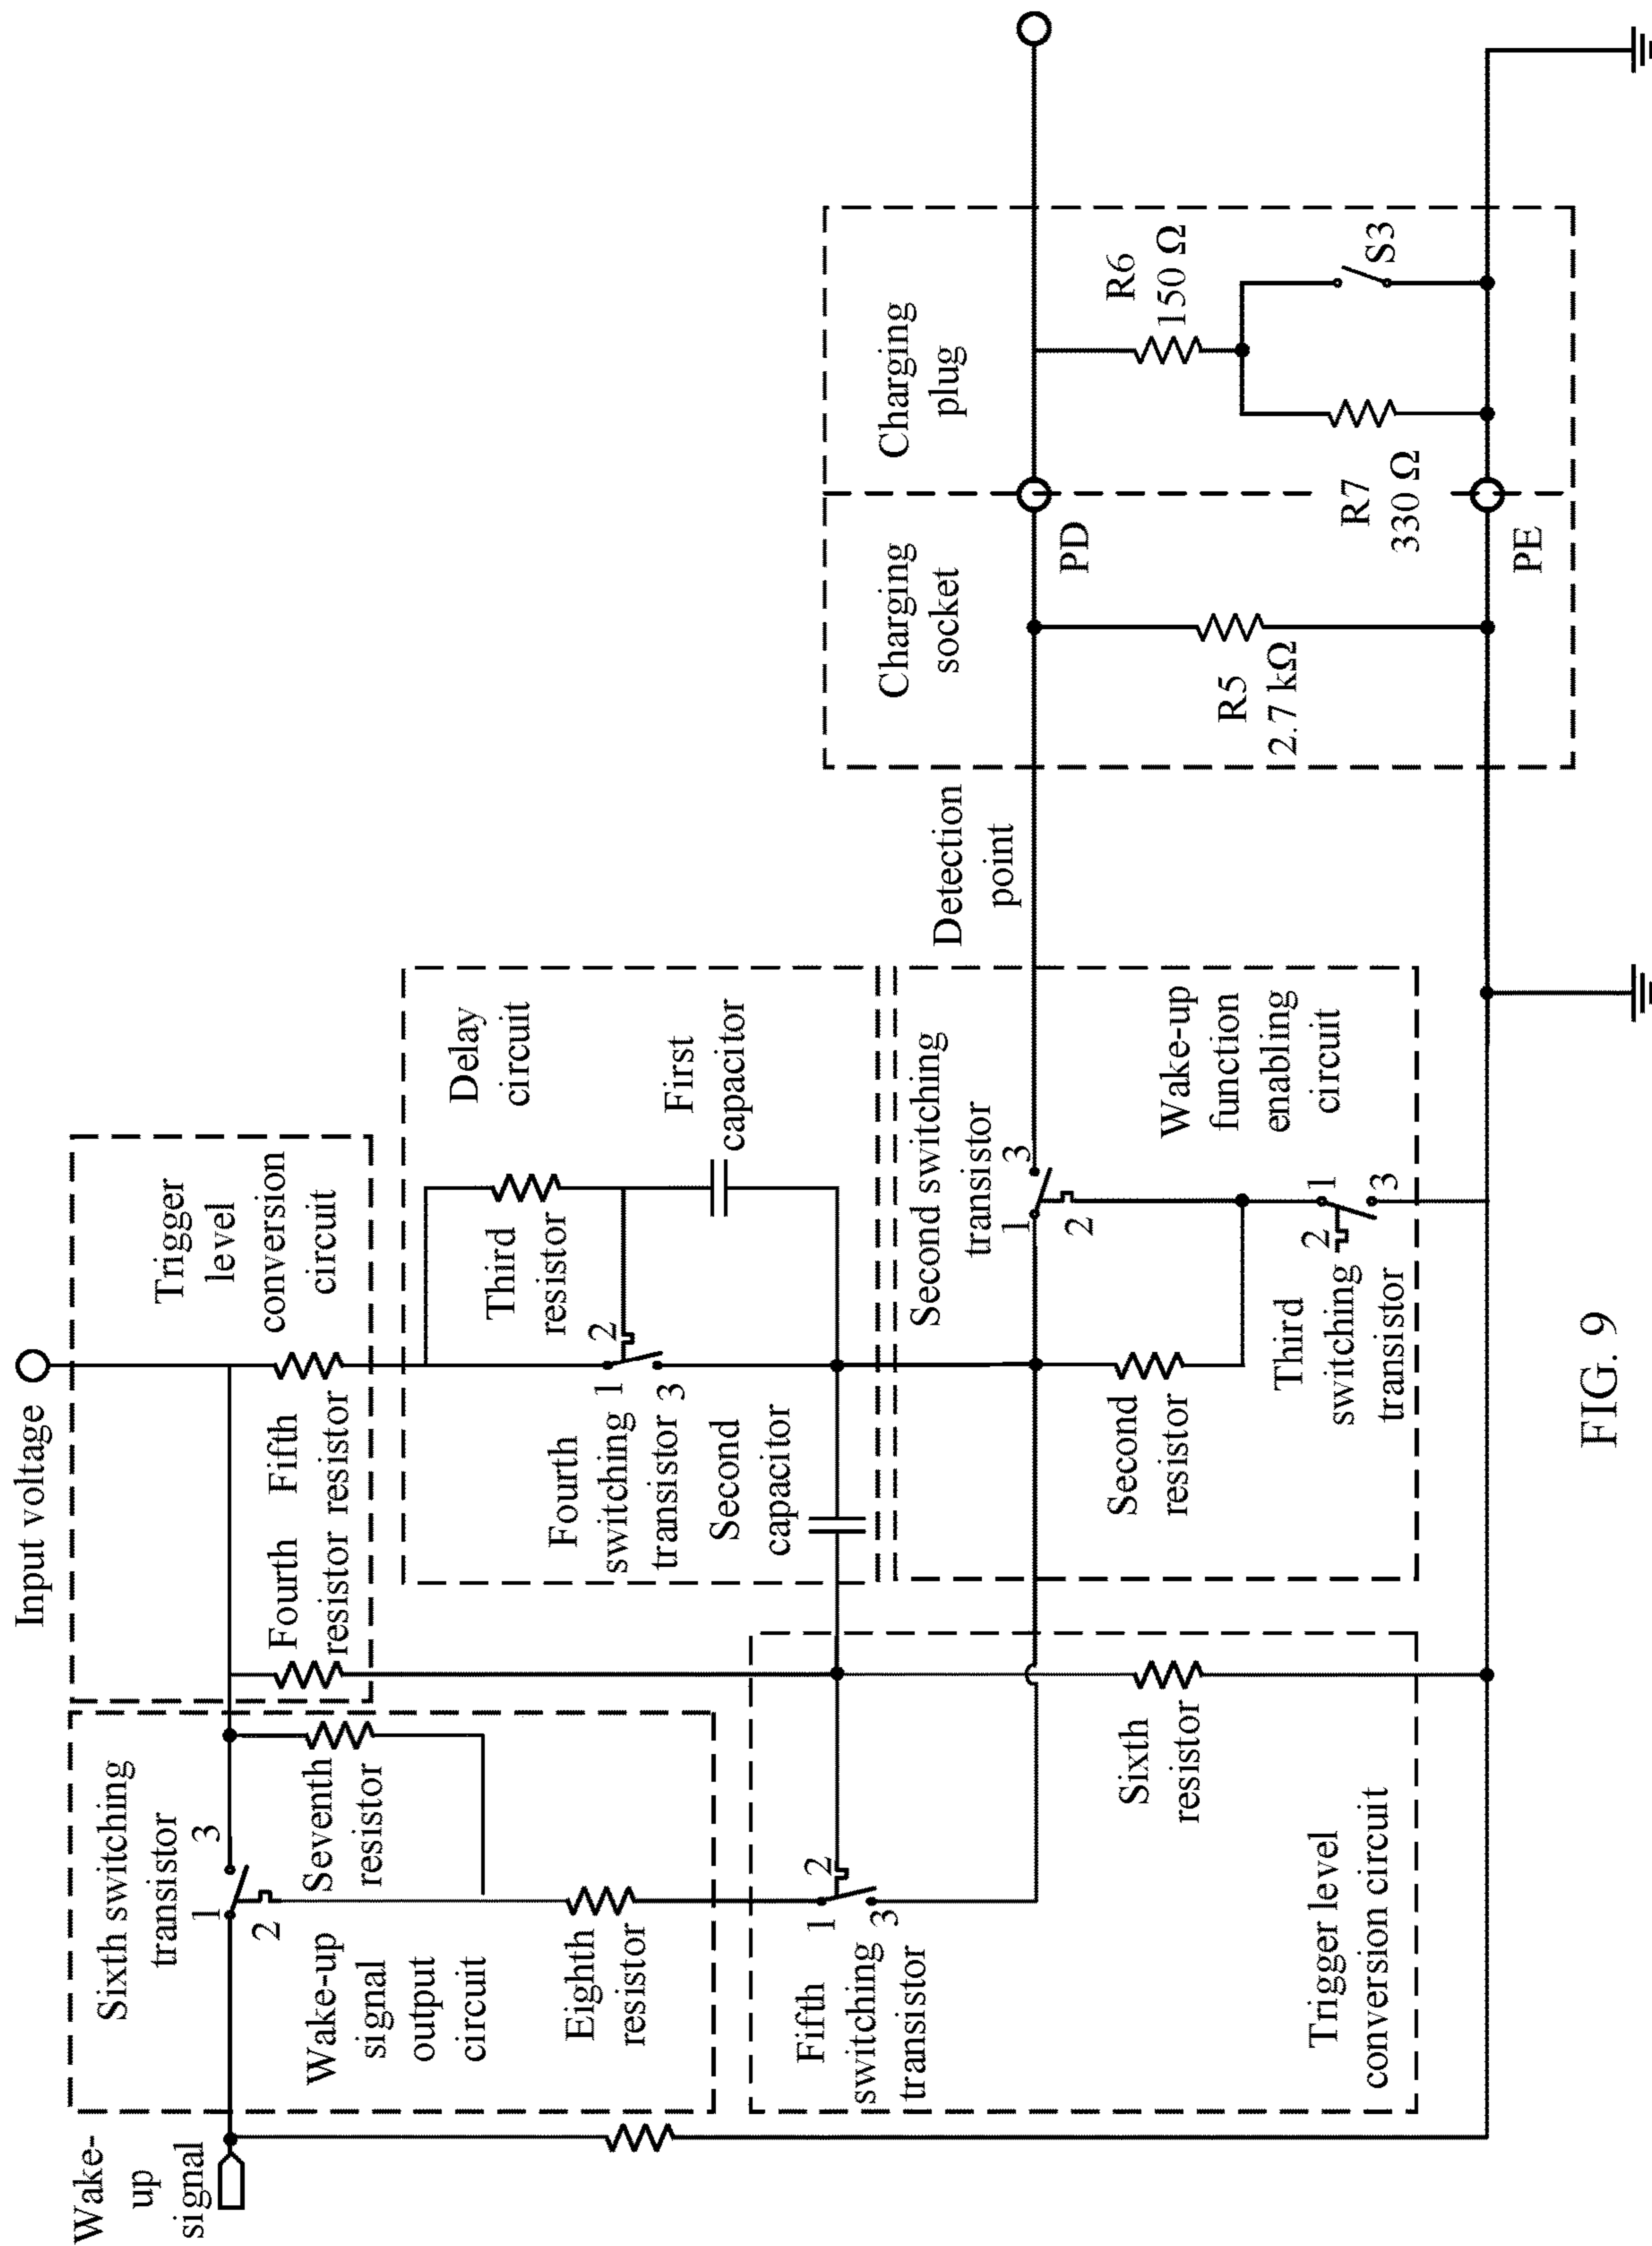 Input voltage
Wake-
up
signal
Sixth switching
transistor
1
3
2
Seventh
resistor
Wake-up
signal
output
circuit
Eighth
resistor
Trigger
level
conversion
circuit
Fourth
resistor
Fifth
resistor
Delay
circuit
Third
resistor
First
capacitor
Fourth
switching
transistor
1
2
3
Second
capacitor
Fifth
switching
transistor
1
2
3
Sixth
resistor
Trigger level
conversion circuit
Second switching
transistor
1
3
2
Wake-up
function
enabling
circuit
Second
resistor
Third
switching
transistor
1
2
3
Detection
point
Charging
socket
Charging
plug
PD
R5
2.7 kΩ
R6
150 Ω
S3
R7
330 Ω
PE
FIG. 9